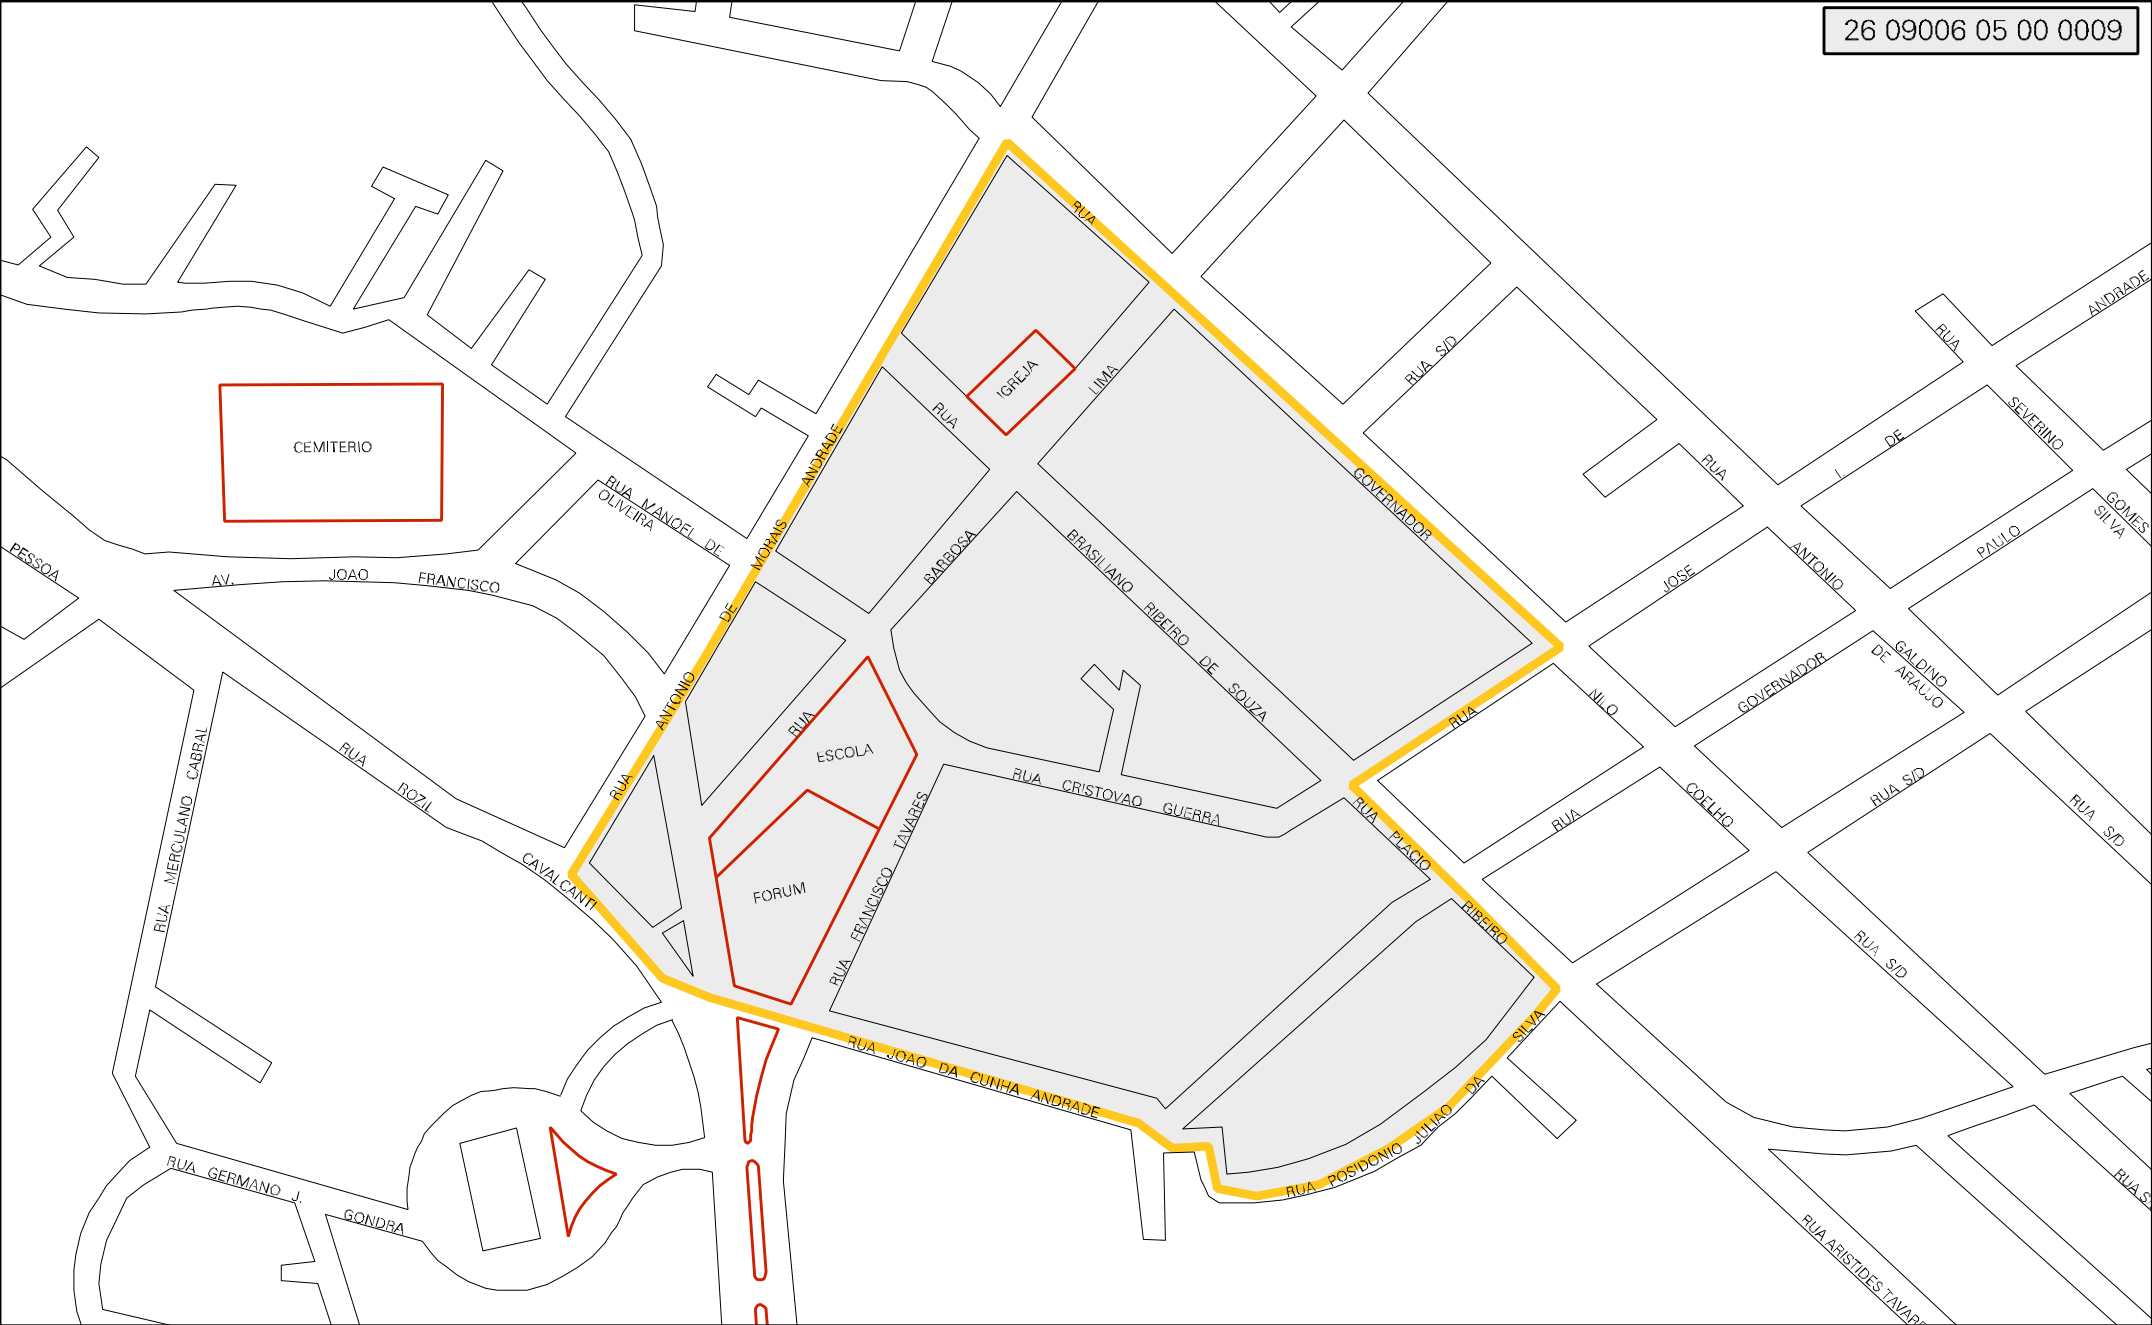 26 09006 05 00 0009
RUA
ANDRADE
RUA
RUA S/D
IGREJA
LIMA
RUA
SEVERINO
I. DE
CEMITERIO
ANDRADE
RUA
GOVERNADOR
RUA MANOEL DE
OLIVEIRA
GOMES
SILVA
MORAIS
BARBOSA
BRASILIANO RIBEIRO DE SOUZA
PAULO
PESSOA
AV. JOAO FRANCISCO
JOSE
ANTONIO
DE
GALDINO
DE ARAUJO
GOVERNADOR
ANTONIO
NILO
RUA
RUA
ESCOLA
RUA MERCULANO CABRAL
RUA ROZIL
CAVALCANTI
RUA
RUA CRISTOVAO GUERRA
RUA S/D
COELHO
RUA
RUA S/D
RUA PLACIO RIBEIRO
FORUM
RUA FRANCISCO TAVARES
RUA S/D
RUA JOAO DA CUNHA ANDRADE
RUA POSIDONIO JULIAO DA SILVA
RUA GERMANO J.
GONDRA
RUA S/
RUA ARISTIDES TAVAR